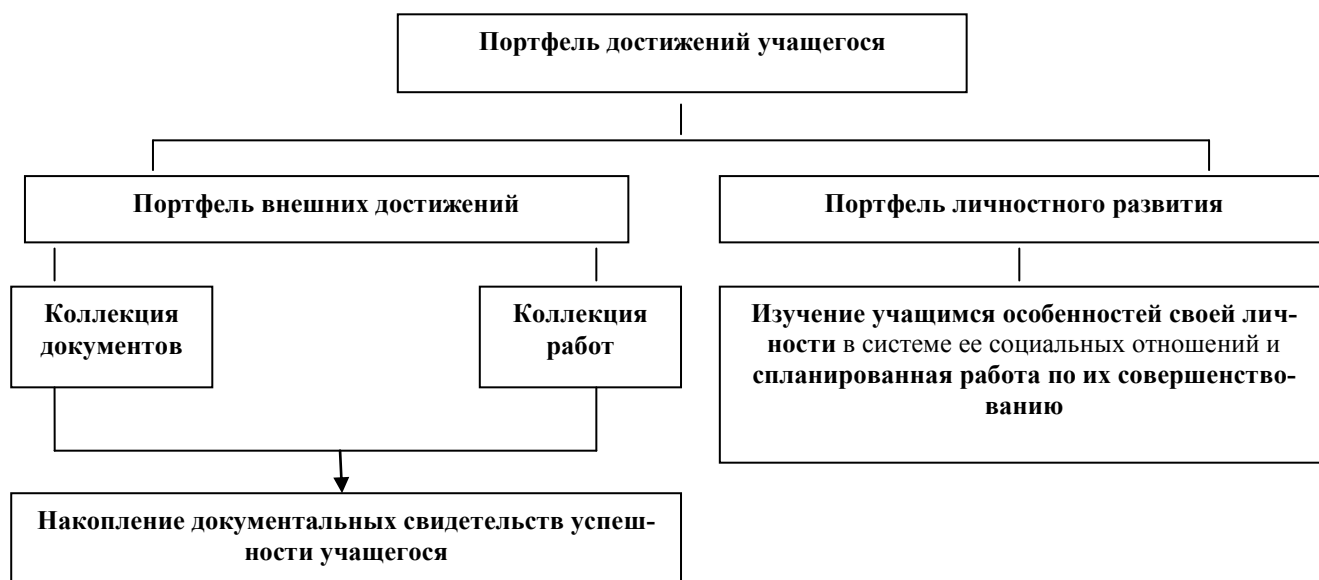 Портфель достижений учащегося
Портфель внешних достижений
Портфель личностного развития
Коллекция
документов
Коллекция
работ
Изучение учащимся особенностей своей лич-
ности в системе ее социальных отношений и
спланированная работа по их совершенство-
ванию
Накопление документальных свидетельств успеш-
ности учащегося